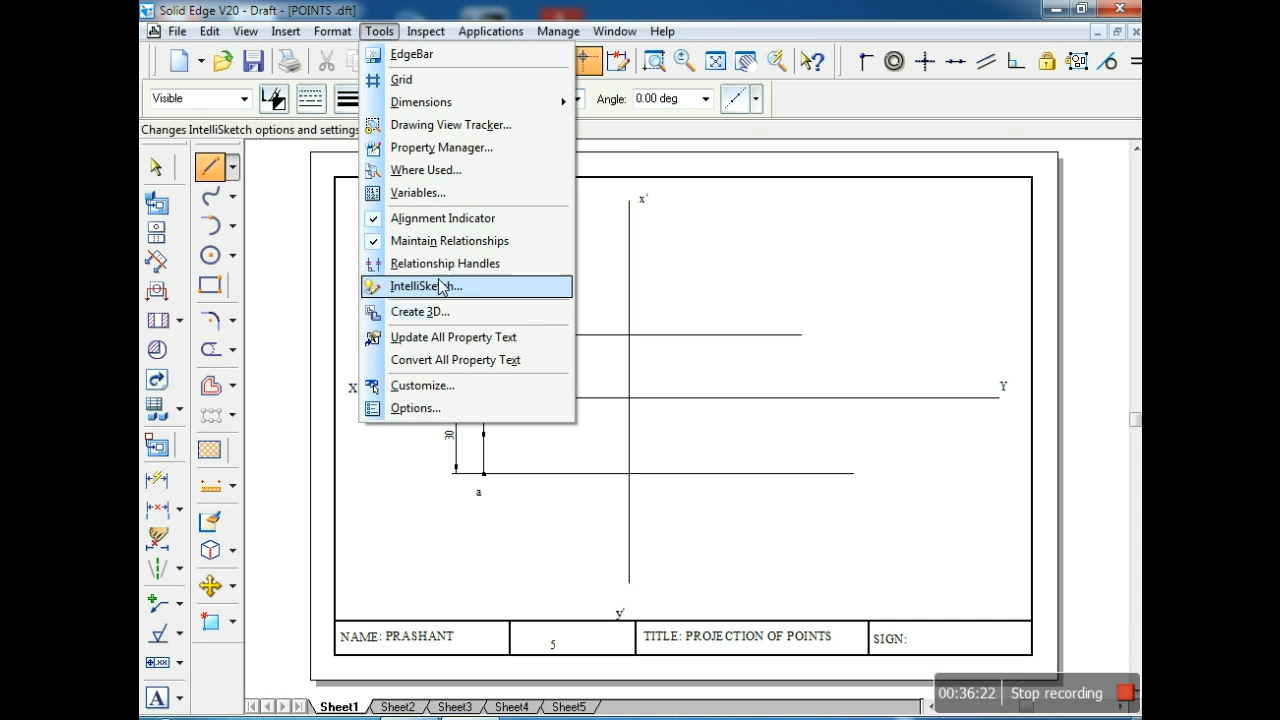 Solid Edge V20 - Draft - [POINTS .dft]
File Edit View Insert Format Tools Inspect Applications Manage Window Help
Visible
Angle: 0.00 deg
Changes IntelliSketch options and settings
EdgeBar
Grid
Dimensions
Drawing View Tracker...
Property Manager...
Where Used...
Variables...
Alignment Indicator
Maintain Relationships
Relationship Handles
IntelliSketch...
Create 3D...
Update All Property Text
Convert All Property Text
Customize...
Options...
x'
X
Y
30
a
y'
NAME: PRASHANT
5
TITLE: PROJECTION OF POINTS
SIGN:
A
00:36:22 Stop recording
Sheet1 Sheet2 Sheet3 Sheet4 Sheet5